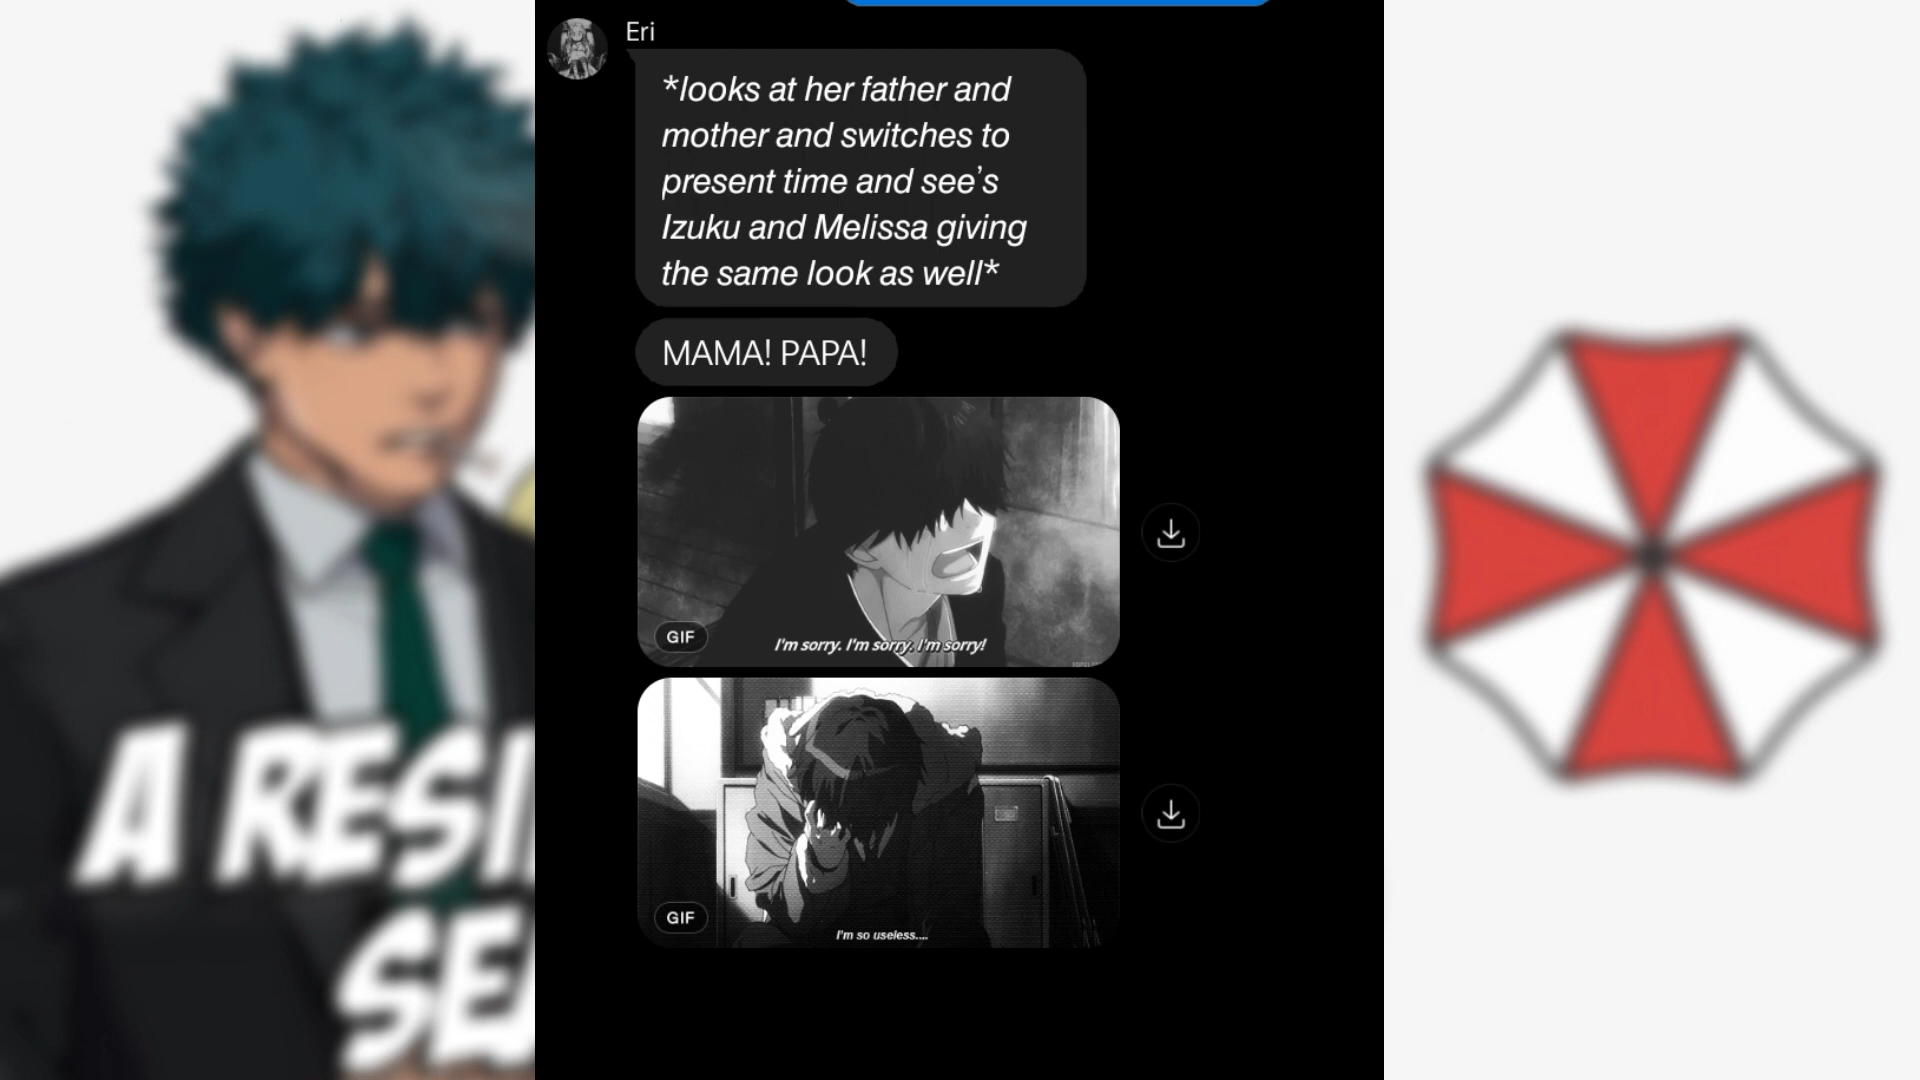 Eri
*looks at her father and
mother and switches to
present time and see's
Izuku and Melissa giving
the same look as well*
MAMA! PAPA!
GIF
I'm sorry. I'm sorry. I'm sorry!
GIF
I'm so useless....
A RESI
SE